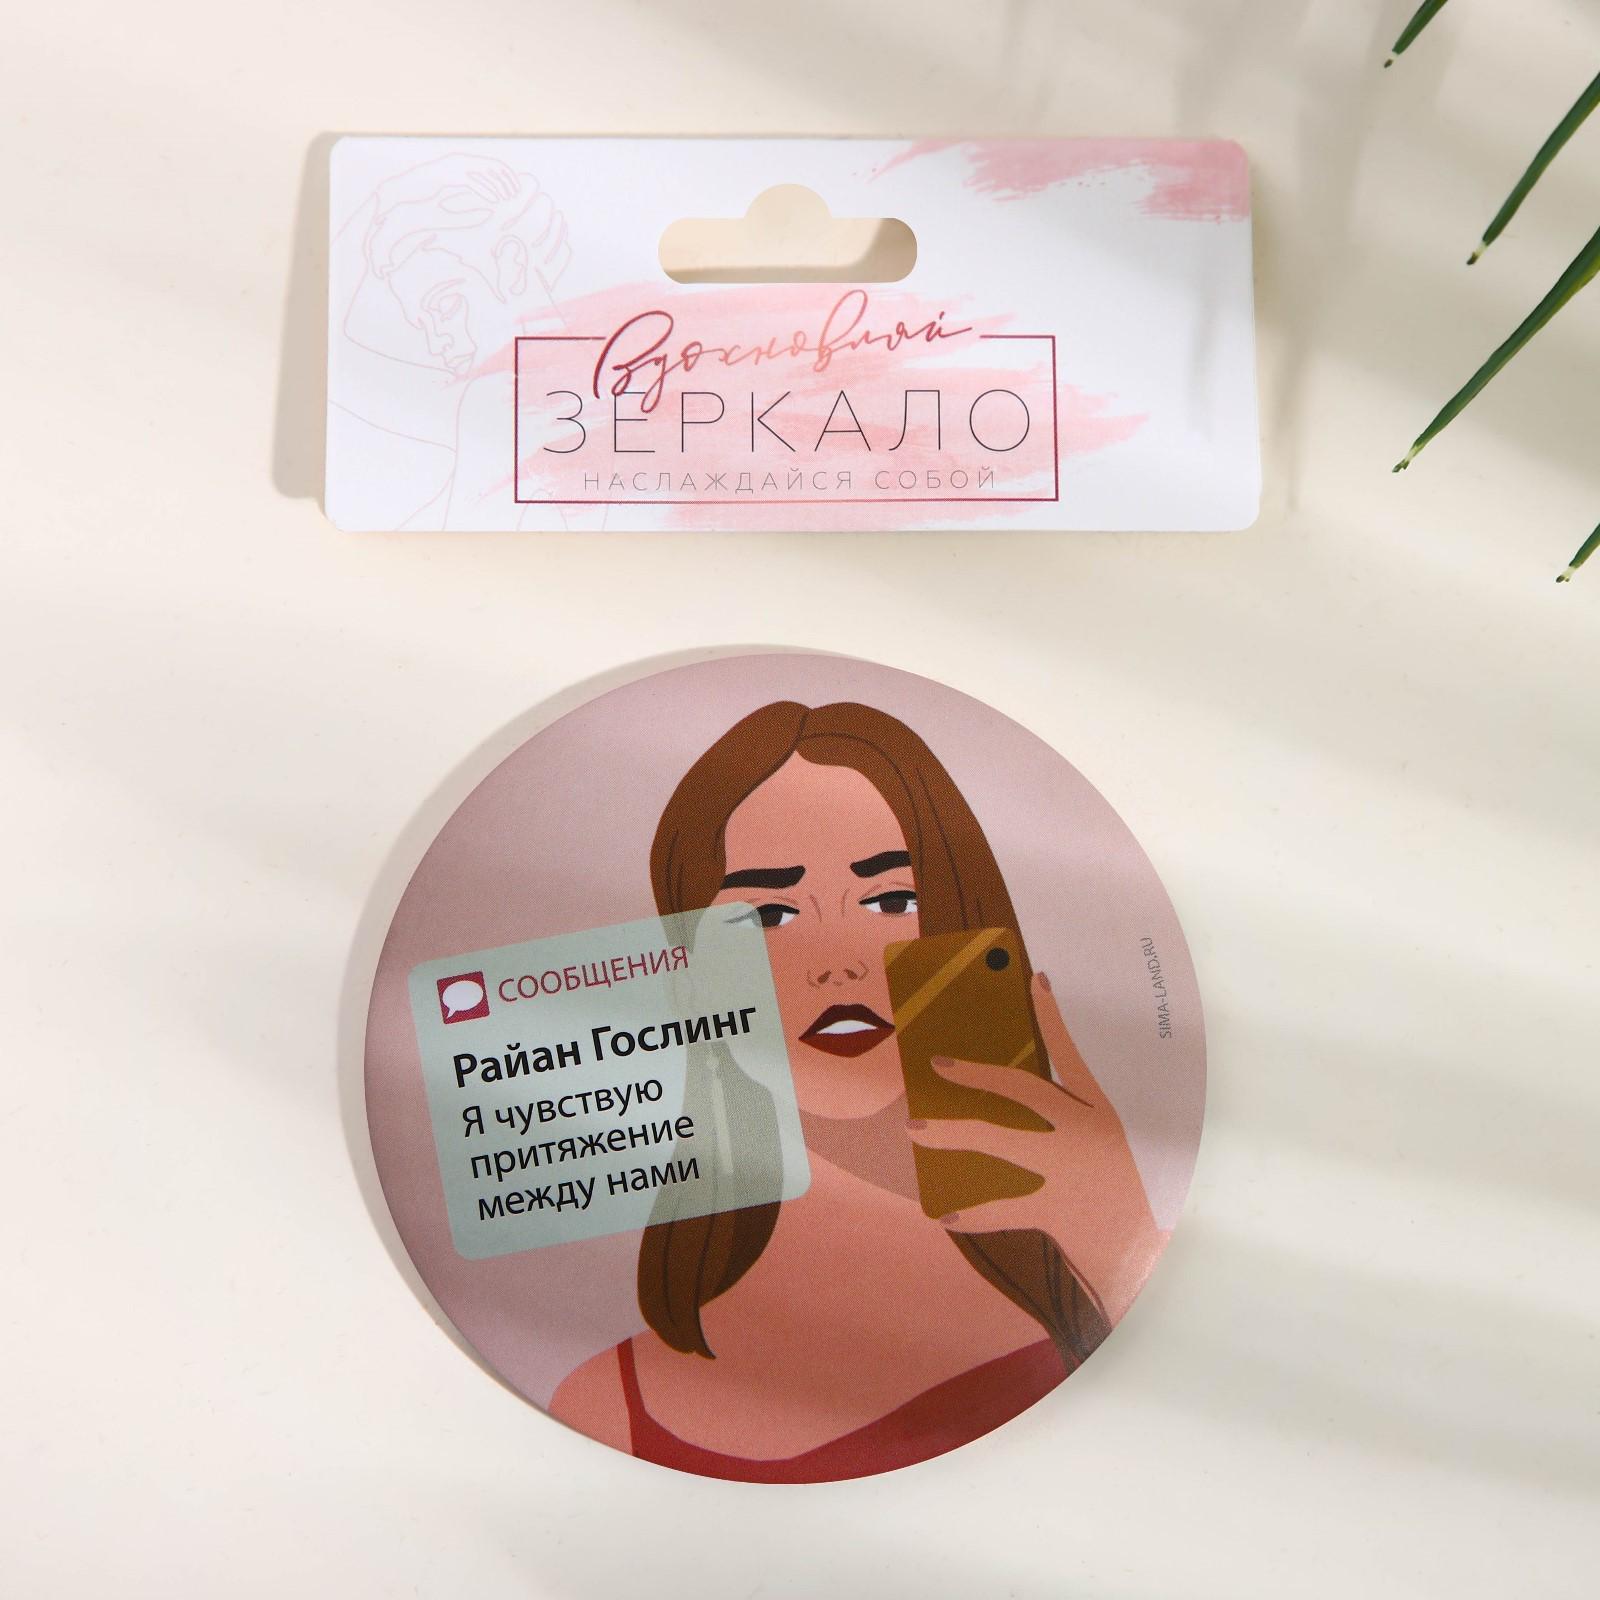 Вдохновляй
ЗЕРКАЛО
НАСЛАЖДАЙСЯ СОБОЙ
СООБЩЕНИЯ
Райан Гослинг
Я чувствую
притяжение
между нами
SIMA-LAND.RU